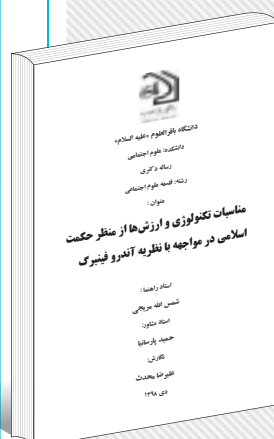 دانشگاه باقرالعلوم «علیه السلام»
دانشکده: علوم اجتماعی
رساله دکتری
رشته: فلسفه علوم اجتماعی
عنوان:
مناسبات تکنولوژی و ارزش‌ها از منظر حکمت
اسلامی در مواجهه با نظریه آندرو فینبرگ
استاد راهنما:
شمس الله مریجی
استاد مشاور:
حمید پارسانیا
نگارش:
علیرضا محدث
دی ۱۳۹۸